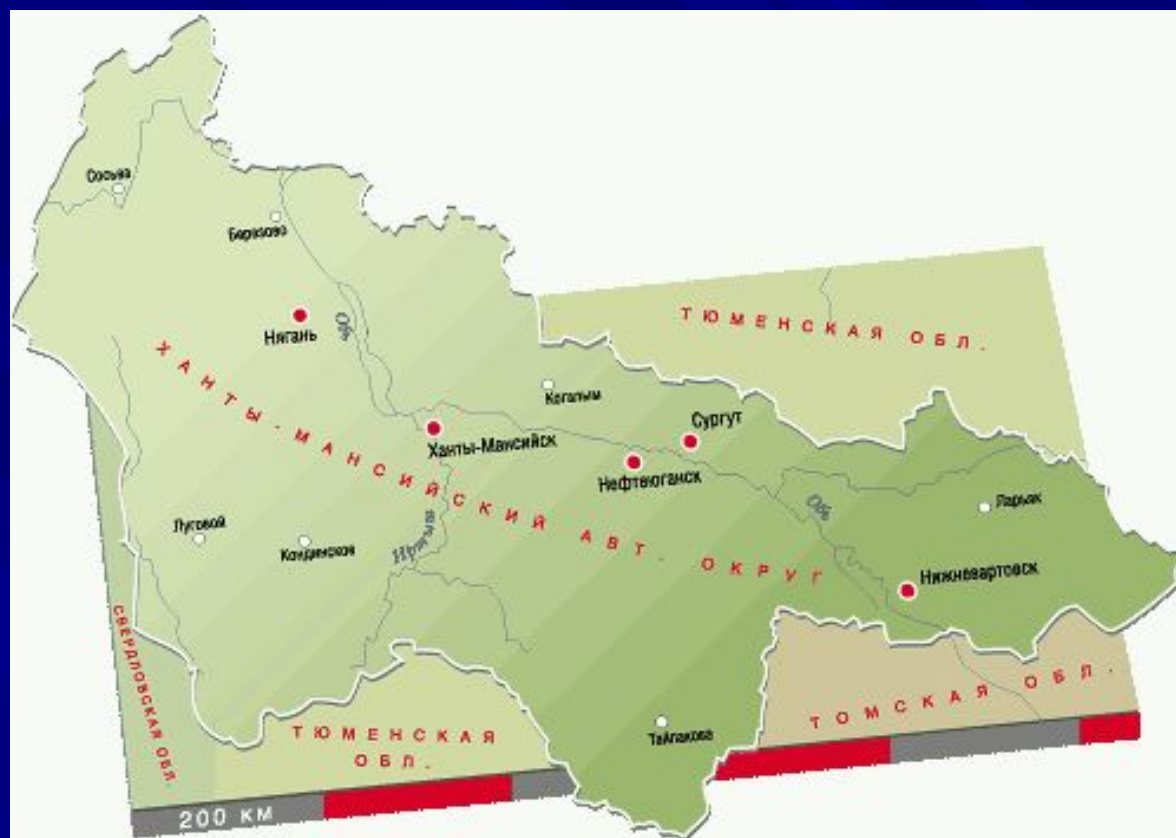 Сосьва
Березово
Нягань
Обь
ТЮМЕНСКАЯ ОБЛ.
Когалым
Сургут
Ханты-Мансийск
Нефтеюганск
ХАНТЫ-МАНСИЙСКИЙ АВТ. ОКРУГ
Обь
Ларьяк
Луговой
Кондинское
Иртыш
Нижневартовск
СВЕРДЛОВСКАЯ ОБЛ.
ТЮМЕНСКАЯ
ОБЛ.
Тайлакова
ТОМСКАЯ ОБЛ.
200 КМ